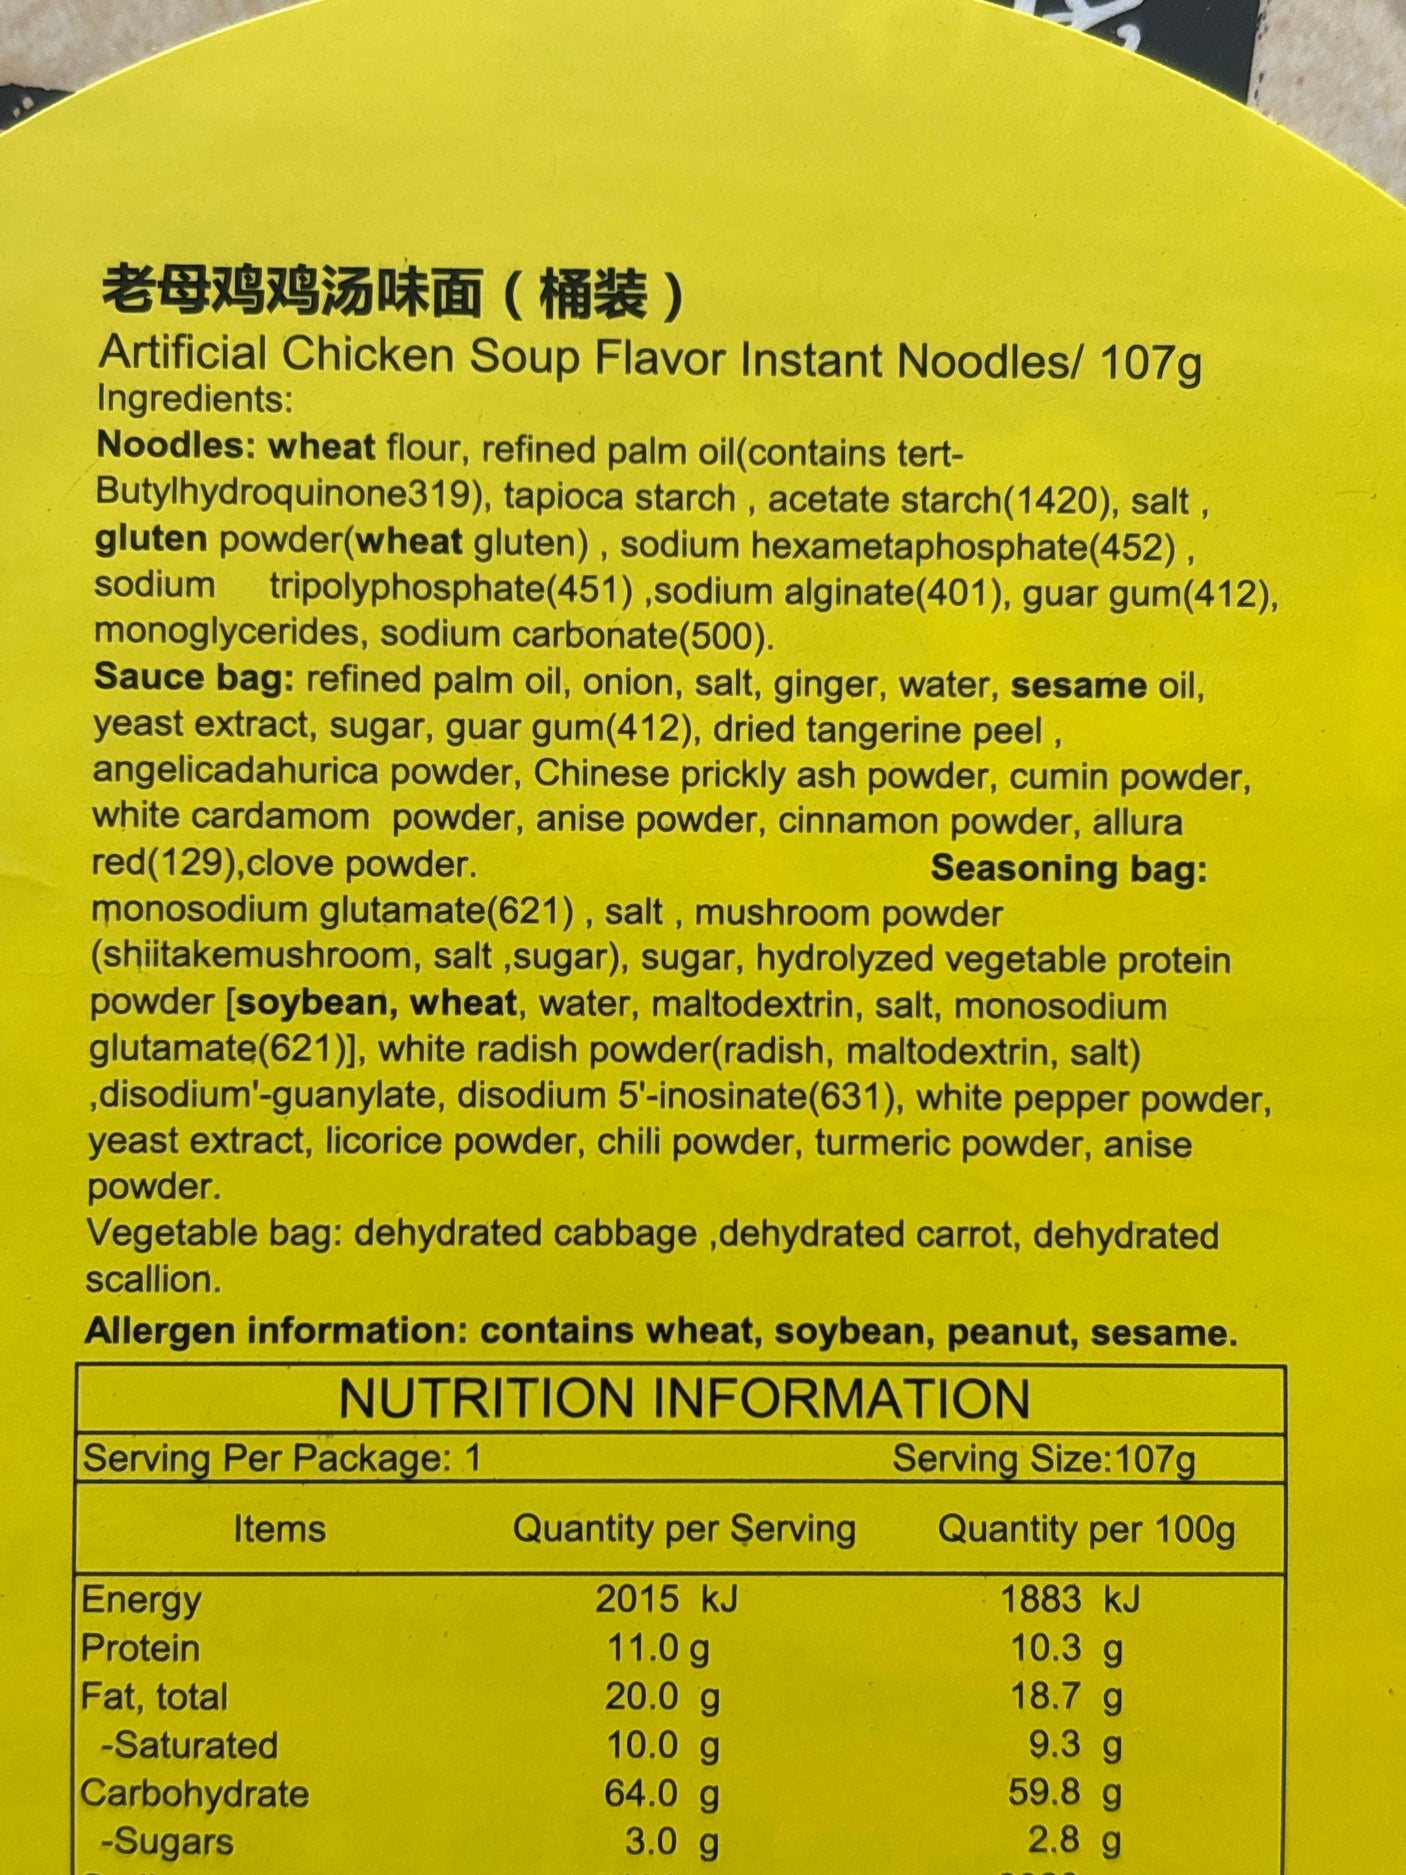 老母鸡鸡汤味面（桶装）
Artificial Chicken Soup Flavor Instant Noodles/ 107g
Ingredients:
Noodles: wheat flour, refined palm oil(contains tert-
Butylhydroquinone319), tapioca starch , acetate starch(1420), salt ,
gluten powder(wheat gluten) , sodium hexametaphosphate(452) ,
sodium tripolyphosphate(451) ,sodium alginate(401), guar gum(412),
monoglycerides, sodium carbonate(500).
Sauce bag: refined palm oil, onion, salt, ginger, water, sesame oil,
yeast extract, sugar, guar gum(412), dried tangerine peel ,
angelicadahurica powder, Chinese prickly ash powder, cumin powder,
white cardamom powder, anise powder, cinnamon powder, allura
red(129),clove powder. Seasoning bag:
monosodium glutamate(621) , salt , mushroom powder
(shiitakemushroom, salt ,sugar), sugar, hydrolyzed vegetable protein
powder [soybean, wheat, water, maltodextrin, salt, monosodium
glutamate(621)], white radish powder(radish, maltodextrin, salt)
,disodium'-guanylate, disodium 5'-inosinate(631), white pepper powder,
yeast extract, licorice powder, chili powder, turmeric powder, anise
powder.
Vegetable bag: dehydrated cabbage ,dehydrated carrot, dehydrated
scallion.
Allergen information: contains wheat, soybean, peanut, sesame.
NUTRITION INFORMATION
Serving Per Package: 1 Serving Size:107g
Items Quantity per Serving Quantity per 100g
Energy 2015 kJ 1883 kJ
Protein 11.0 g 10.3 g
Fat, total 20.0 g 18.7 g
-Saturated 10.0 g 9.3 g
Carbohydrate 64.0 g 59.8 g
-Sugars 3.0 g 2.8 g